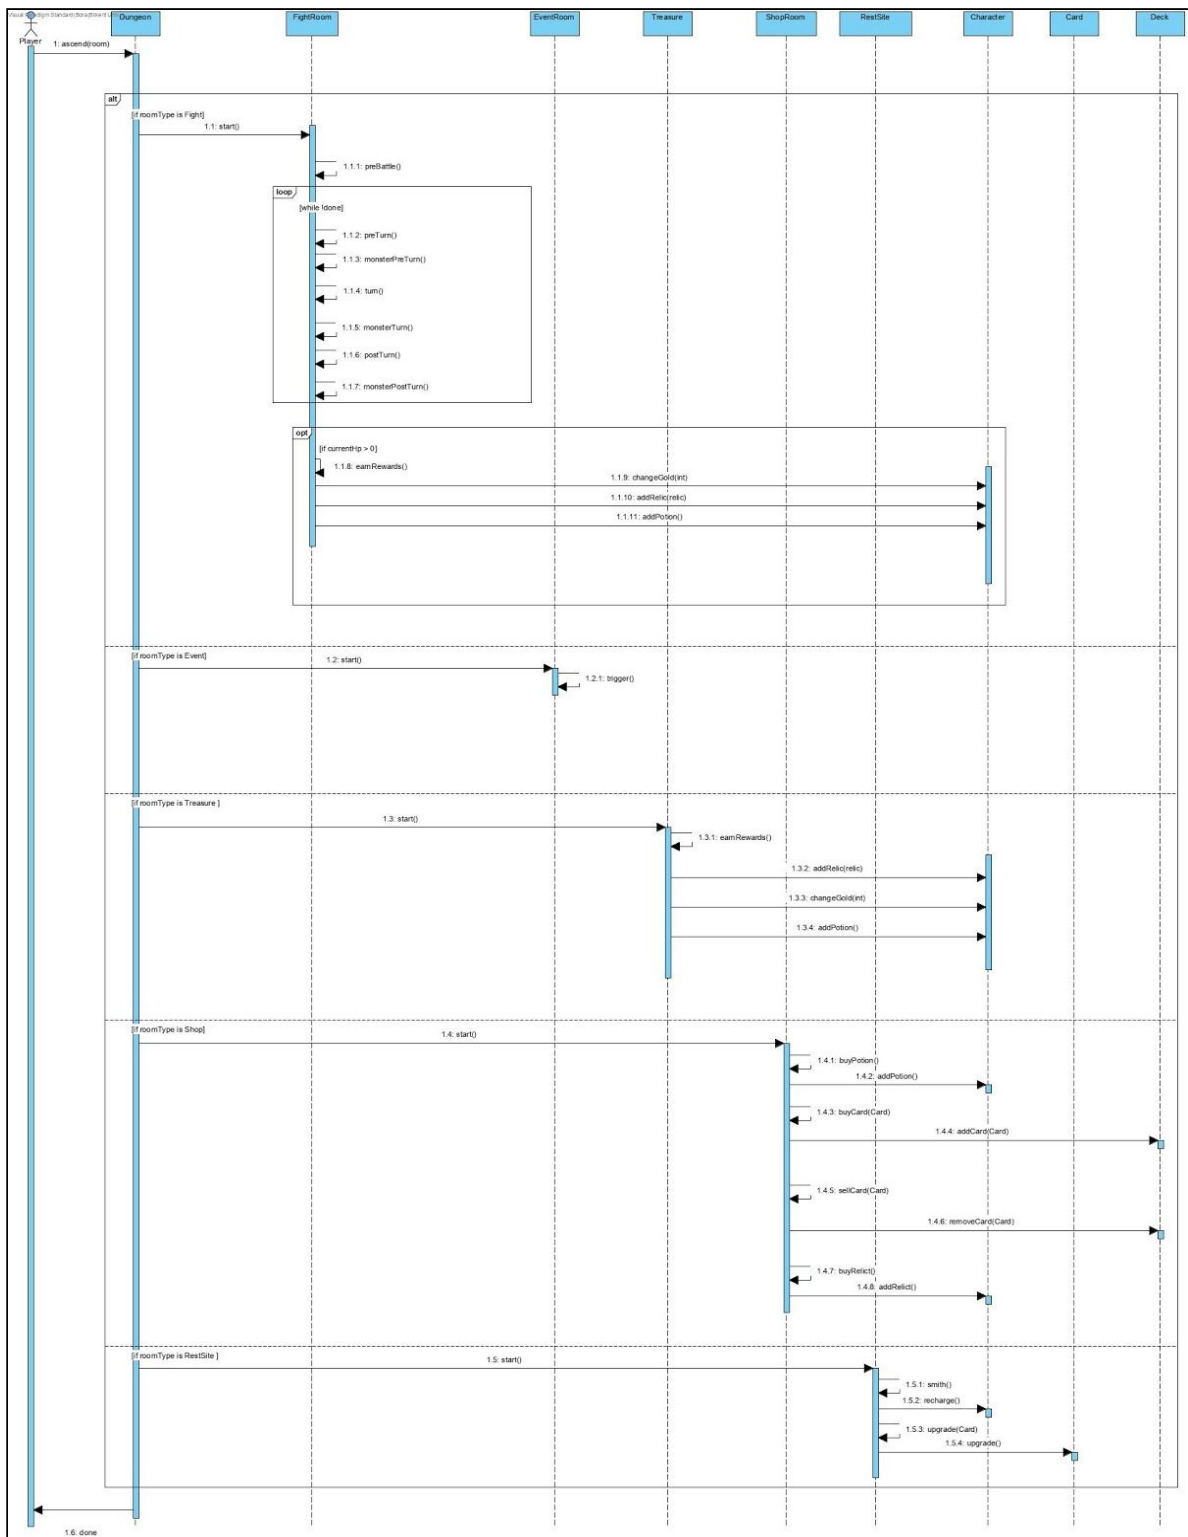 Visual Paradigm Standard
Player
Dungeon
FightRoom
EventRoom
Treasure
ShopRoom
RestSite
Character
Card
Deck
1: ascend(room)
alt
[if roomType is Fight]
1.1: start()
1.1.1: preBattle()
loop
[while !done]
1.1.2: preTurn()
1.1.3: monsterPreTurn()
1.1.4: turn()
1.1.5: monsterTurn()
1.1.6: postTurn()
1.1.7: monsterPostTurn()
opt
[if currentHp > 0]
1.1.8: earnRewards()
1.1.9: changeGold(int)
1.1.10: addRelic(relic)
1.1.11: addPotion()
[if roomType is Event]
1.2: start()
1.2.1: trigger()
[if roomType is Treasure ]
1.3: start()
1.3.1: earnRewards()
1.3.2: addRelic(relic)
1.3.3: changeGold(int)
1.3.4: addPotion()
[if roomType is Shop]
1.4: start()
1.4.1: buyPotion()
1.4.2: addPotion()
1.4.3: buyCard(Card)
1.4.4: addCard(Card)
1.4.5: sellCard(Card)
1.4.6: removeCard(Card)
1.4.7: buyRelict()
1.4.8: addRelict()
[if roomType is RestSite ]
1.5: start()
1.5.1: smith()
1.5.2: recharge()
1.5.3: upgrade(Card)
1.5.4: upgrade()
1.6: done